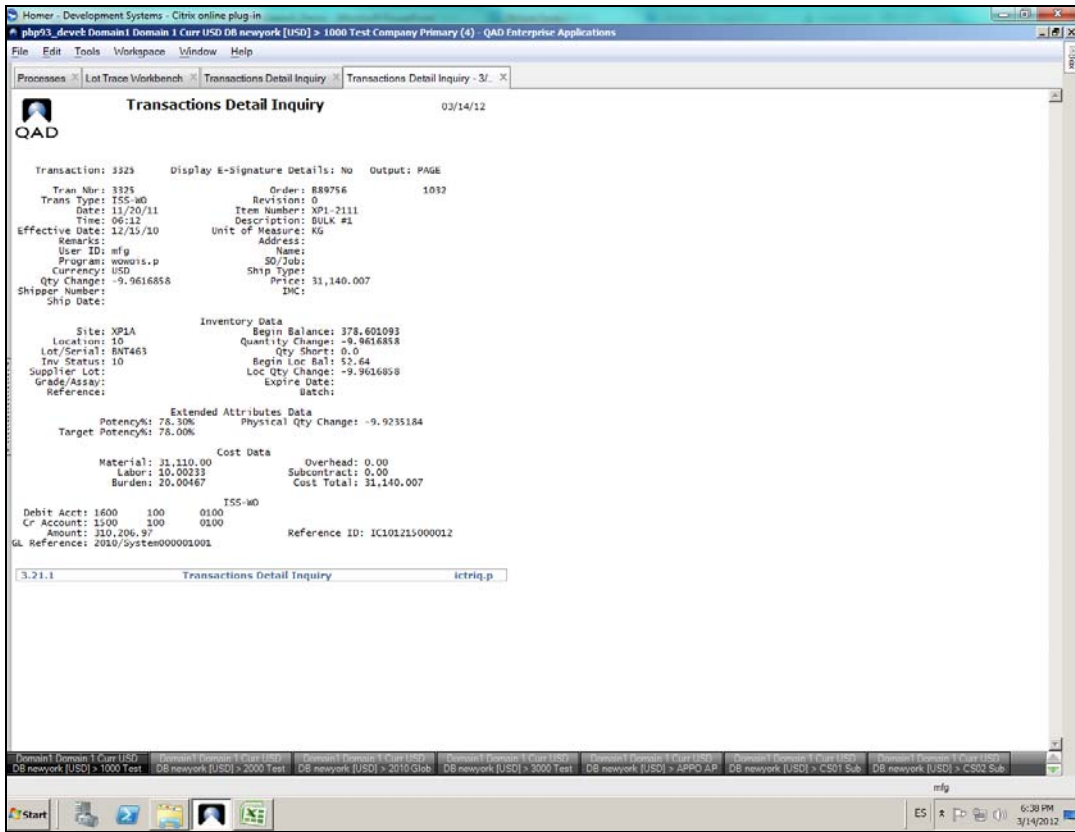 Homer - Development Systems - Citrix online plug-in
pbp93_devel: Domain1 Domain 1 Curr USD DB newyork [USD] > 1000 Test Company Primary (4) - QAD Enterprise Applications
File Edit Tools Workspace Window Help
Processes Lot Trace Workbench Transactions Detail Inquiry Transactions Detail Inquiry - 3/..
Transactions Detail Inquiry 03/14/12
QAD
Transaction: 3325 Display E-Signature Details: No Output: PAGE
Tran Nbr: 3325 Order: B89756 1032
Trans Type: ISS-WO Revision: 0
Date: 11/20/11 Item Number: XP1-2111
Time: 06:12 Description: BULK #1
Effective Date: 12/15/10 Unit of Measure: KG
Remarks: Address:
User ID: mfg Name:
Program: wowois.p SO/Job:
Currency: USD Ship Type:
Qty Change: -9.9616858 Price: 31,140.007
Shipper Number: IMC:
Ship Date:
Inventory Data
Site: XP1A Begin Balance: 378.601093
Location: 10 Quantity Change: -9.9616858
Lot/Serial: BNT463 Qty Short: 0.0
Inv Status: 10 Begin Loc Bal: 52.64
Supplier Lot: Loc Qty Change: -9.9616858
Grade/Assay: Expire Date:
Reference: Batch:
Extended Attributes Data
Potency%: 78.30% Physical Qty Change: -9.9235184
Target Potency%: 78.00%
Cost Data
Material: 31,110.00 Overhead: 0.00
Labor: 10.00233 Subcontract: 0.00
Burden: 20.00467 Cost Total: 31,140.007
ISS-WO
Debit Acct: 1600 100 0100
Cr Account: 1500 100 0100
Amount: 310,206.97 Reference ID: IC101215000012
GL Reference: 2010/System000001001
3.21.1 Transactions Detail Inquiry ictriq.p
Domain1 Domain 1 Curr USD Domain1 Domain 1 Curr USD Domain1 Domain 1 Curr USD Domain1 Domain 1 Curr USD Domain1 Domain 1 Curr USD Domain1 Domain 1 Curr USD Domain1 Domain 1 Curr USD
DB newyork [USD] > 1000 Test DB newyork [USD] > 2000 Test DB newyork [USD] > 2010 Glob DB newyork [USD] > 3000 Test DB newyork [USD] > APPO AP DB newyork [USD] > CS01 Sub DB newyork [USD] > CS02 Sub
mfg
Start ES 6:38 PM
3/14/2012